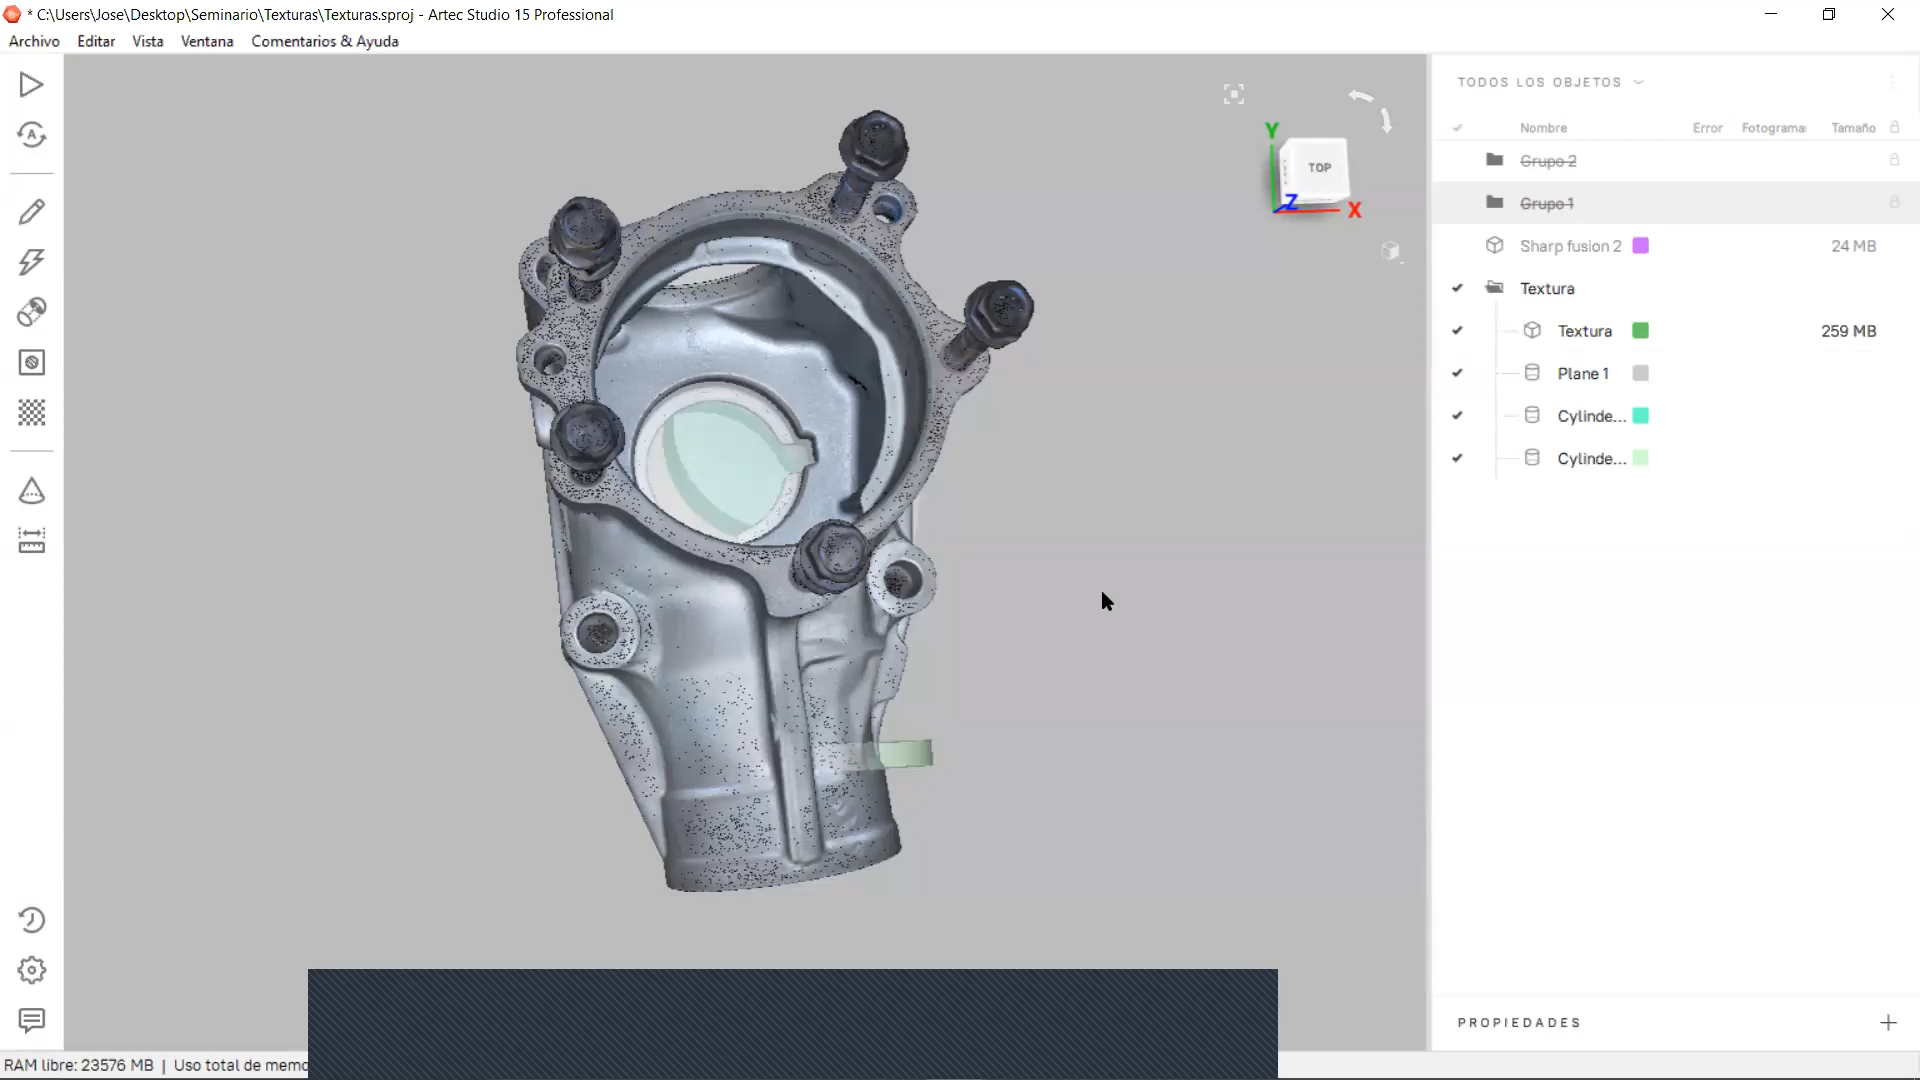 * C:\Users\Jose\Desktop\Seminario\Texturas\Texturas.sproj - Artec Studio 15 Professional
Archivo Editar Vista Ventana Comentarios & Ayuda
TODOS LOS OBJETOS
Nombre Error Fotograma Tamaño
Grupo 2
Grupo 1
Sharp fusion 2 24 MB
Textura
Textura 259 MB
Plane 1
Cylinde...
Cylinde...
Y
TOP
Z
X
A
PROPIEDADES
RAM libre: 23576 MB | Uso total de memo